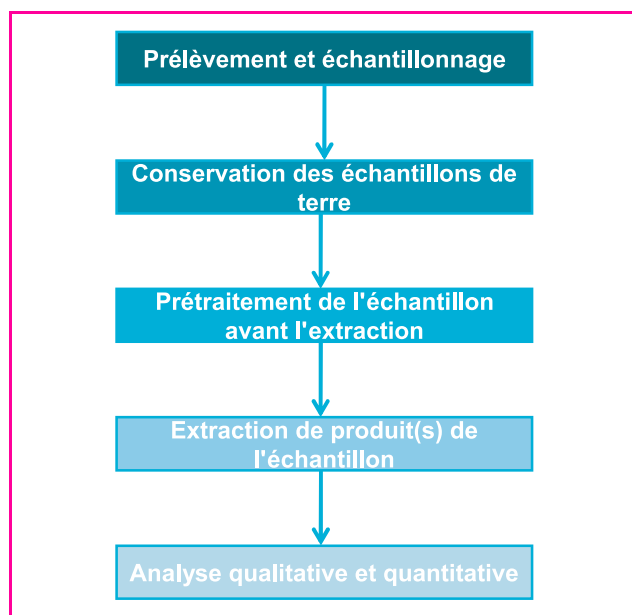 Prélèvement et échantillonnage
Conservation des échantillons de
terre
Prétraitement de l'échantillon
avant l'extraction
Extraction de produit(s) de
l'échantillon
Analyse qualitative et quantitative